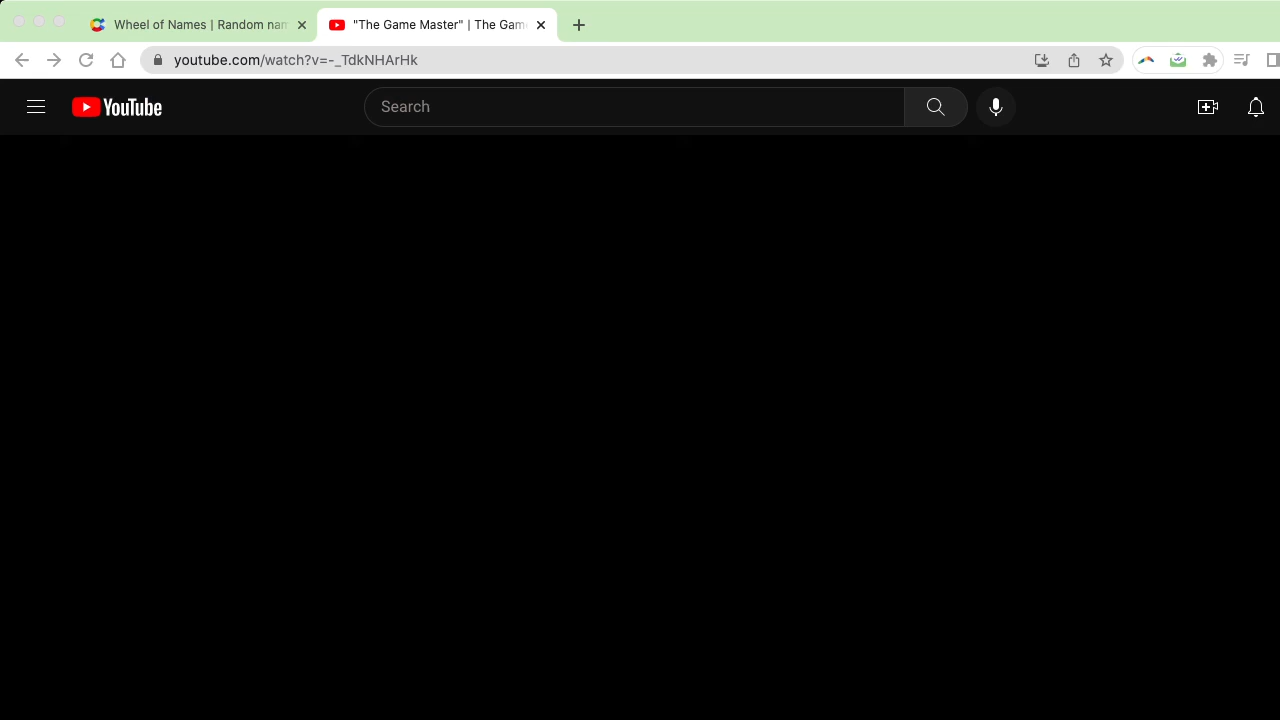 Wheel of Names | Random nam
"The Game Master" | The Gam
youtube.com/watch?v=-_TdkNHArHk
YouTube
Search